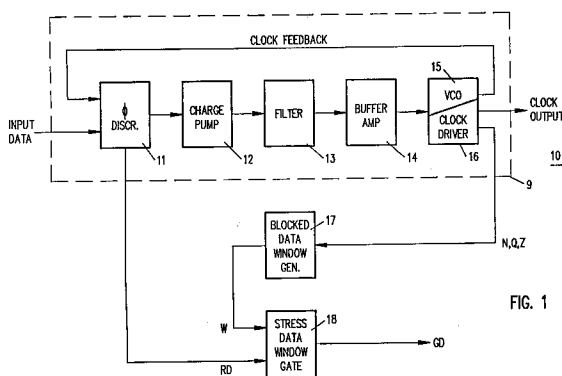 CLOCK FEEDBACK
15
VCO
CLOCK
DRIVER
16
CLOCK
OUTPUT
INPUT
DATA
ϕ
DISCR.
11
CHARGE
PUMP
12
FILTER
13
BUFFER
AMP
14
10
9
17
BLOCKED
DATA
WINDOW
GEN.
N,Q,Z
FIG. 1
18
STRESS
DATA
WINDOW
GATE
W
RD
GD